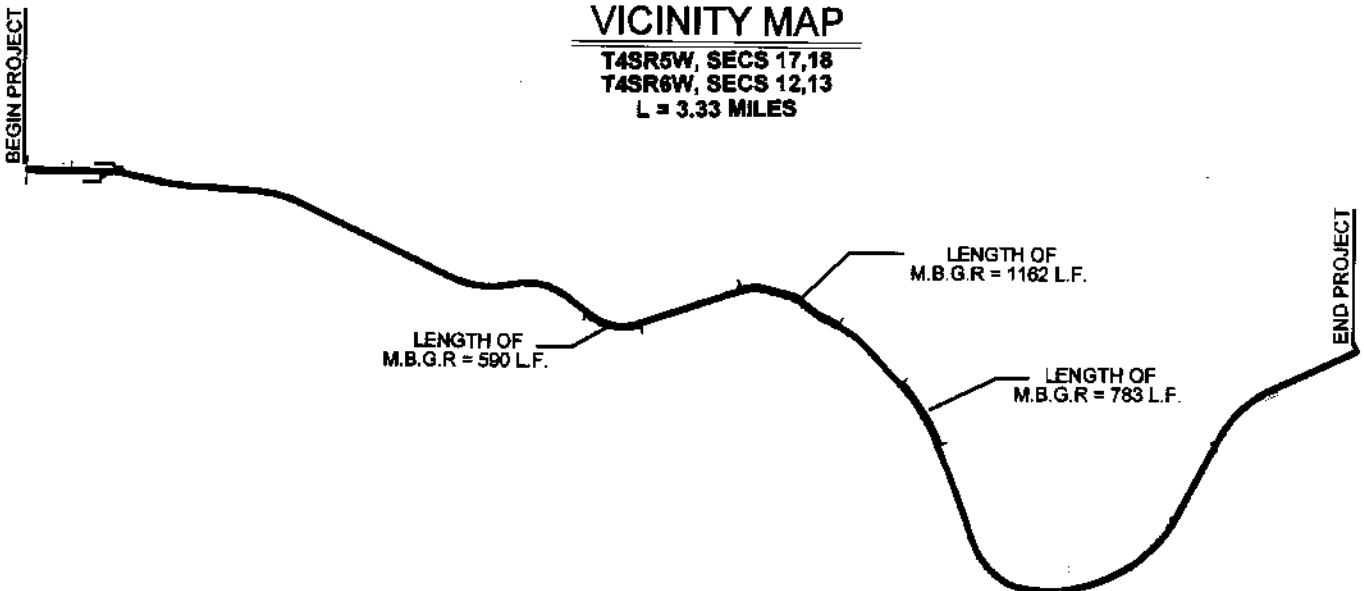 VICINITY MAP
T4SR5W, SECS 17,18
T4SR6W, SECS 12,13
L = 3.33 MILES
BEGIN PROJECT
LENGTH OF
M.B.G.R = 1162 L.F.
END PROJECT
LENGTH OF
M.B.G.R = 590 L.F.
LENGTH OF
M.B.G.R = 783 L.F.